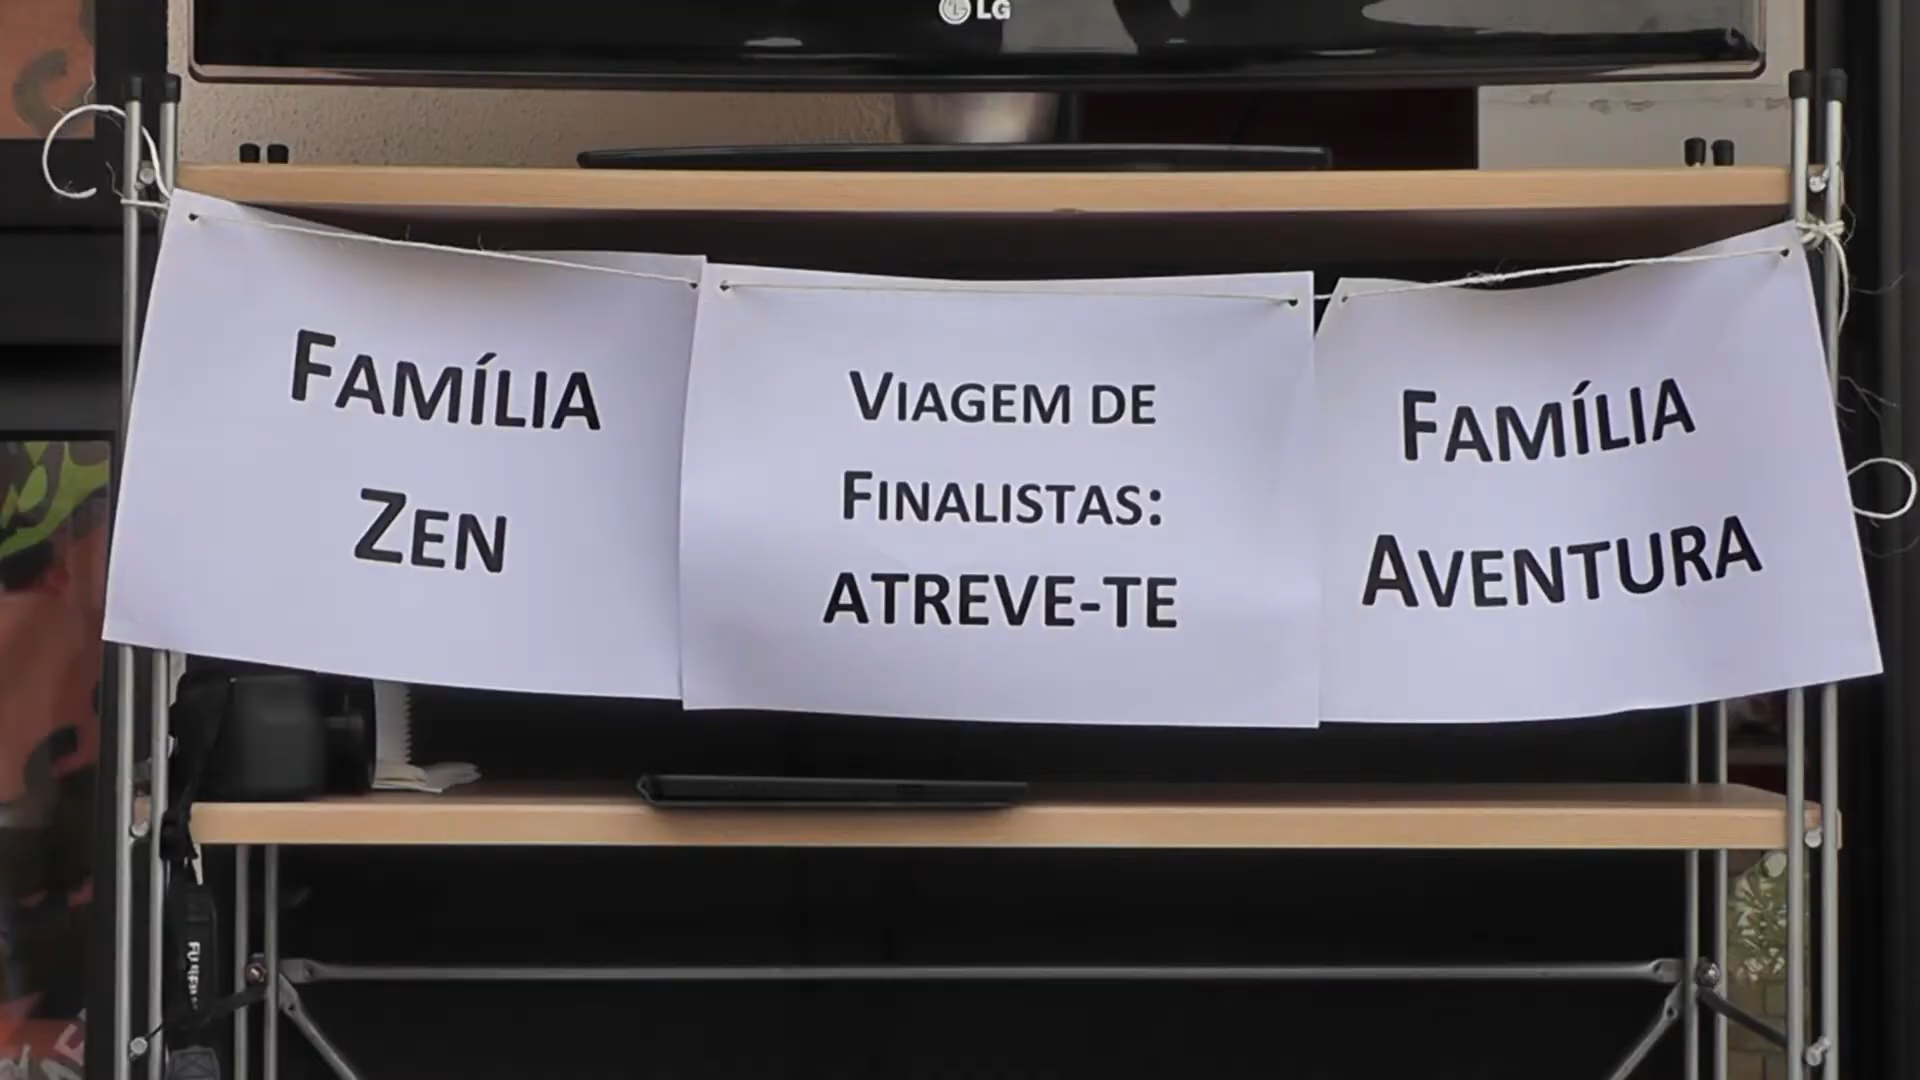 LG
FAMÍLIA
ZEN
VIAGEM DE
FINALISTAS:
ATREVE-TE
FAMÍLIA
AVENTURA